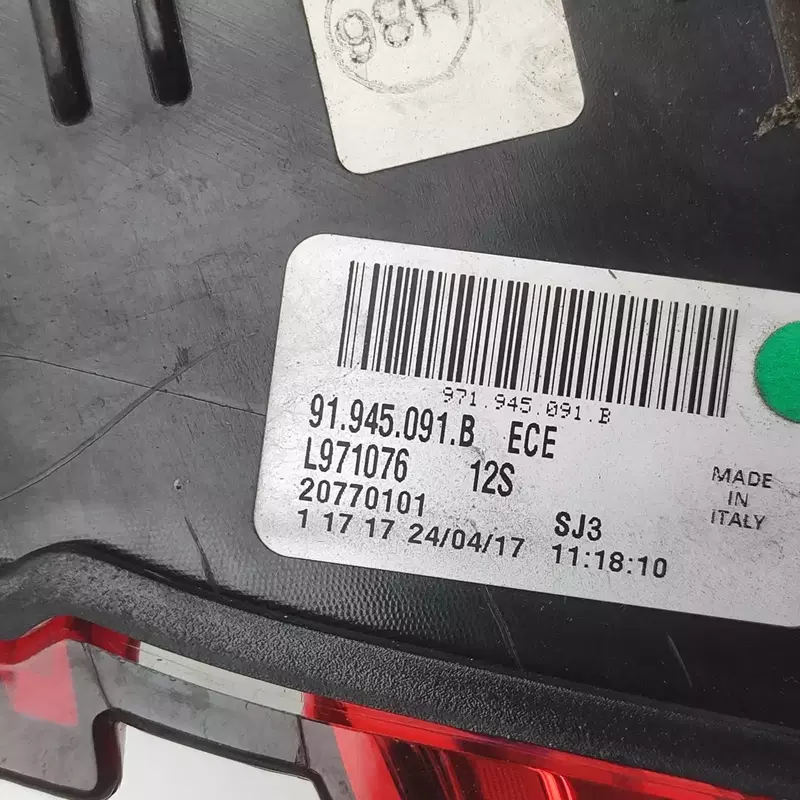 98R
971.945.091.B
91.945.091.B ECE
L971076 12S
20770101 SJ3
1 17 17 24/04/17 11:18:10
MADE
IN
ITALY